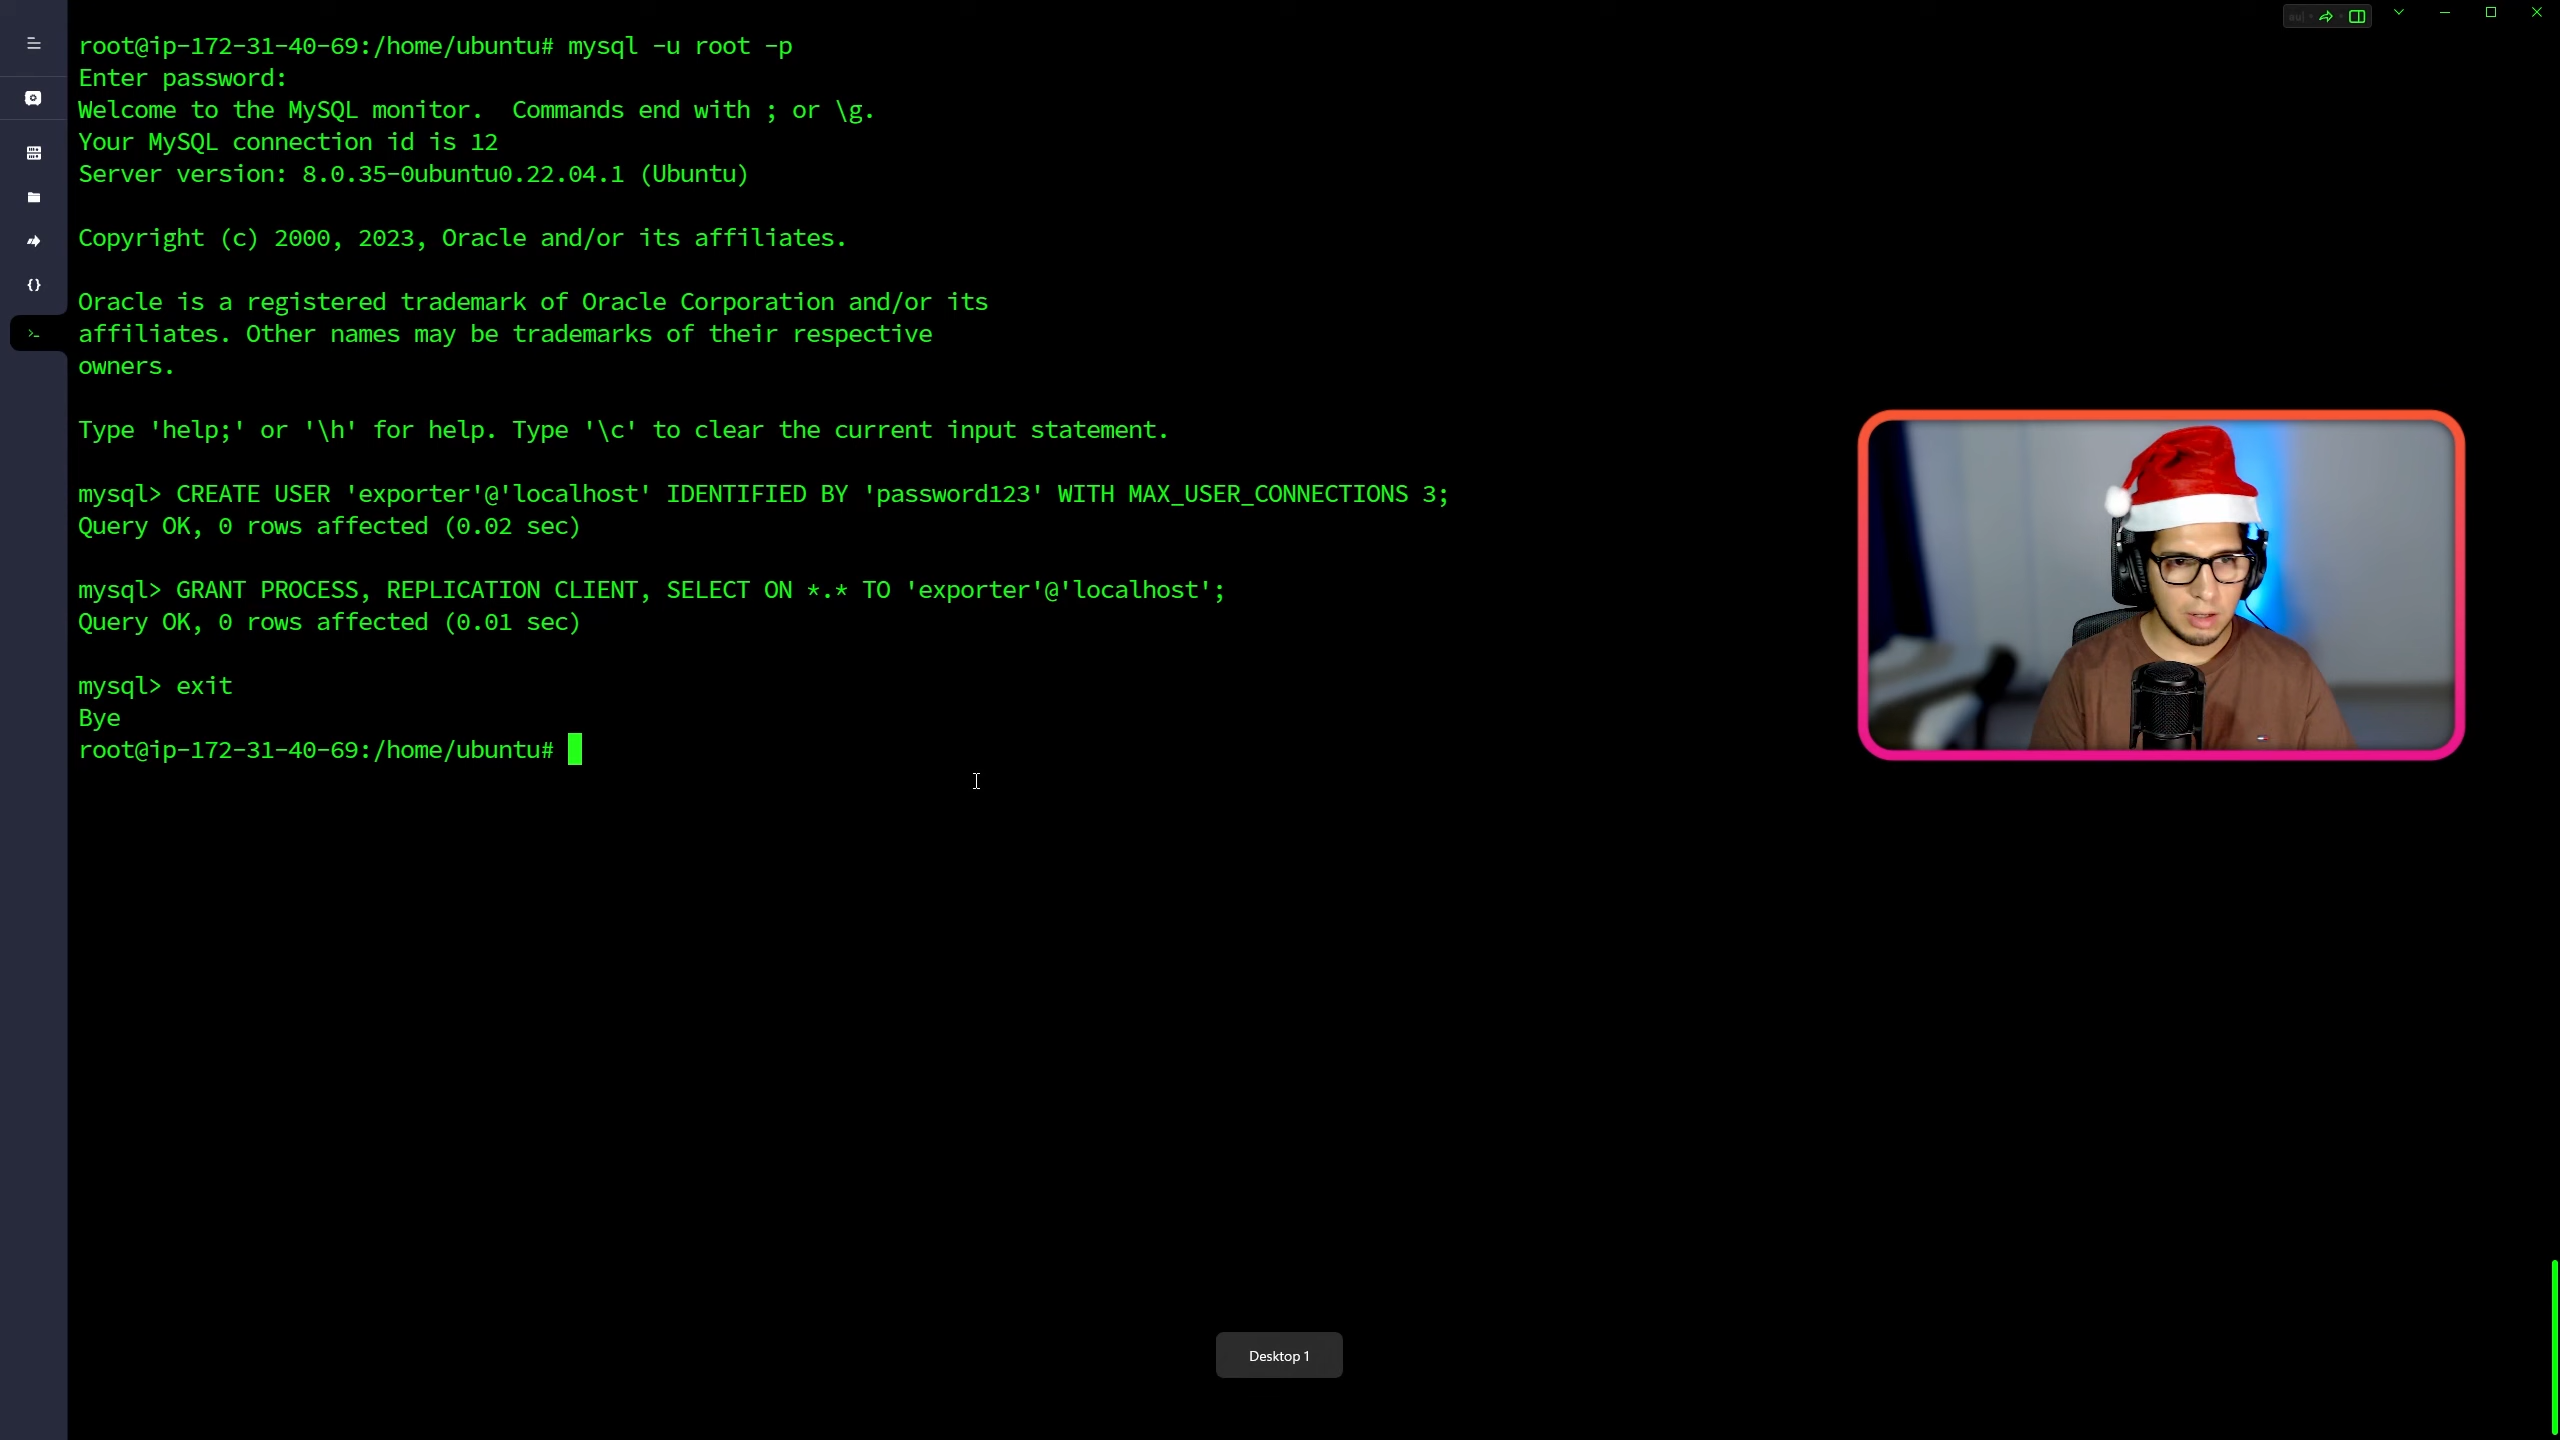 root@ip-172-31-40-69:/home/ubuntu# mysql -u root -p
Enter password:
Welcome to the MySQL monitor.  Commands end with ; or \g.
Your MySQL connection id is 12
Server version: 8.0.35-0ubuntu0.22.04.1 (Ubuntu)
Copyright (c) 2000, 2023, Oracle and/or its affiliates.
Oracle is a registered trademark of Oracle Corporation and/or its
affiliates. Other names may be trademarks of their respective
owners.
Type 'help;' or '\h' for help. Type '\c' to clear the current input statement.
mysql> CREATE USER 'exporter'@'localhost' IDENTIFIED BY 'password123' WITH MAX_USER_CONNECTIONS 3;
Query OK, 0 rows affected (0.02 sec)
mysql> GRANT PROCESS, REPLICATION CLIENT, SELECT ON *.* TO 'exporter'@'localhost';
Query OK, 0 rows affected (0.01 sec)
mysql> exit
Bye
root@ip-172-31-40-69:/home/ubuntu#
Desktop 1